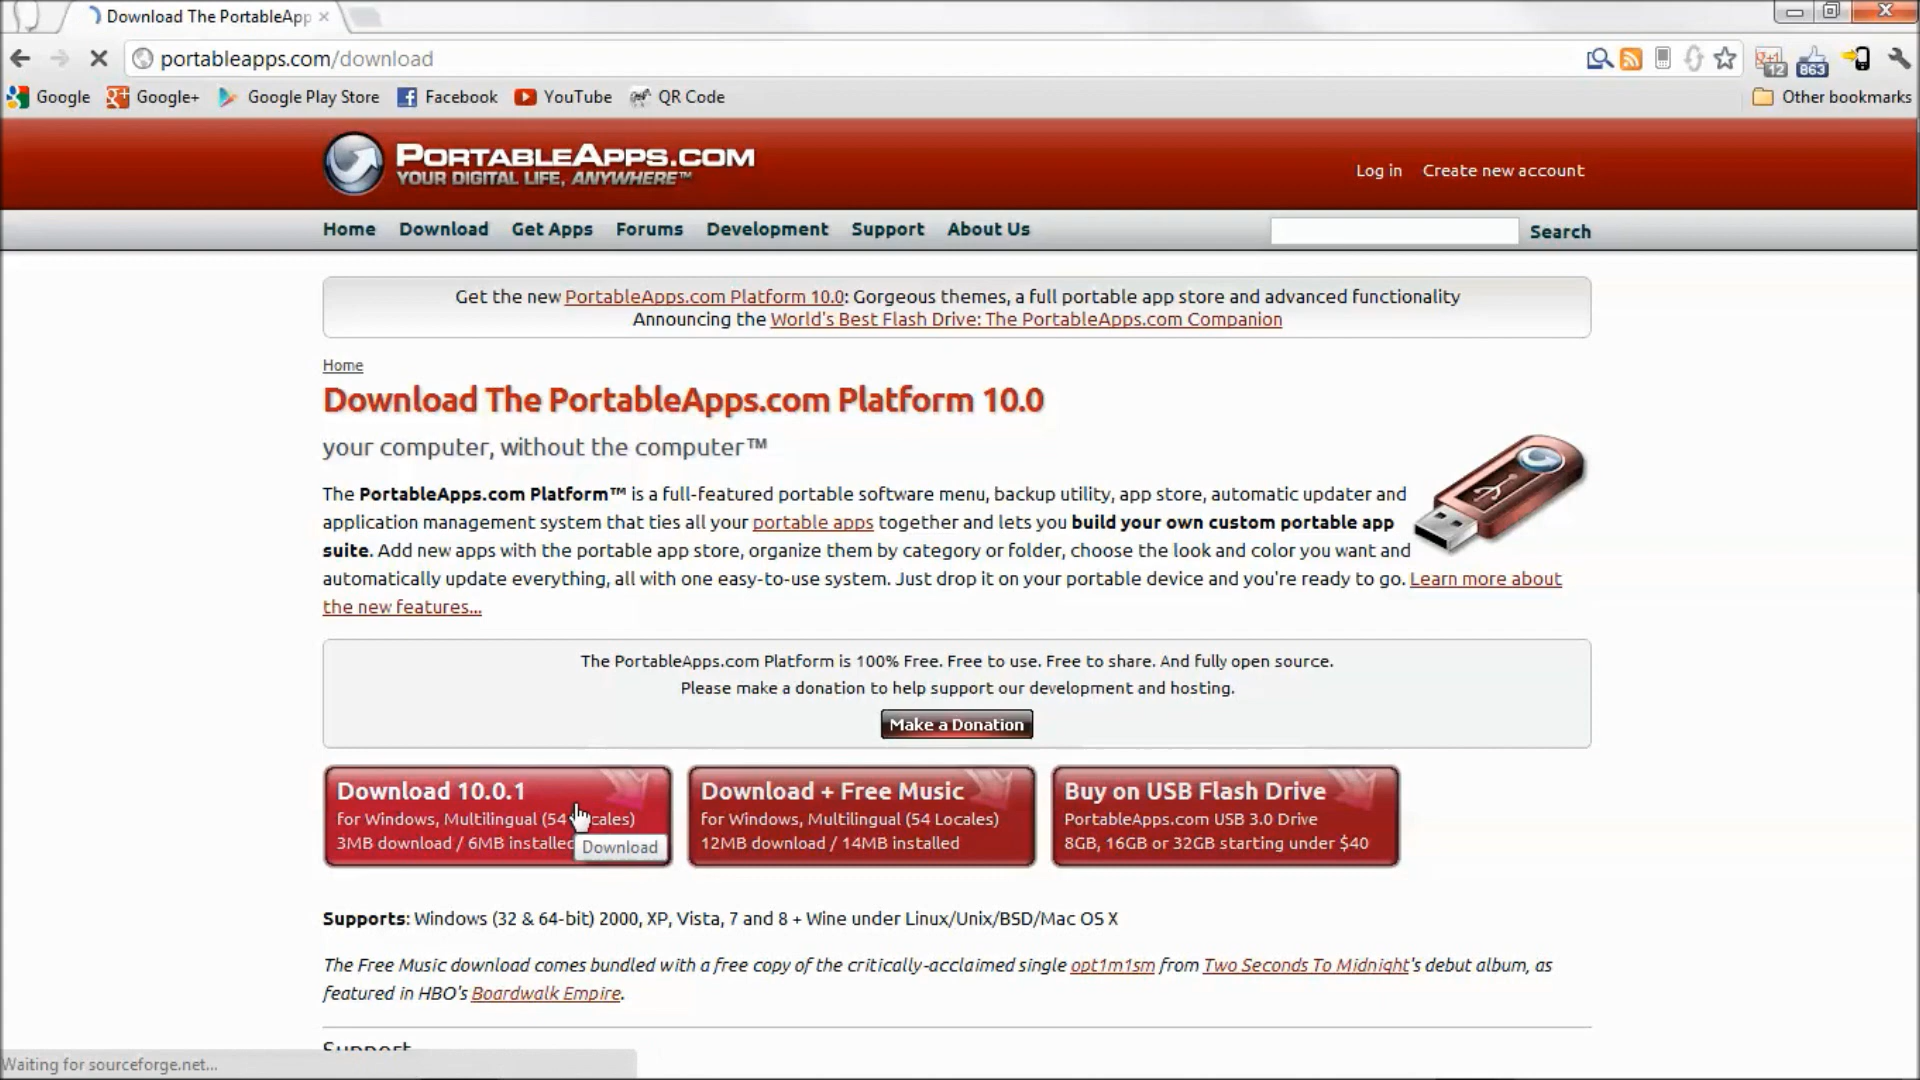 Download The PortableApp
portableapps.com/download
12
863
Google
Google+
Google Play Store
Facebook
YouTube
QR Code
Other bookmarks
PORTABLEAPPS.COM
YOUR DIGITAL LIFE, ANYWHERE™
Log in
Create new account
Home
Download
Get Apps
Forums
Development
Support
About Us
Search
Get the new PortableApps.com Platform 10.0: Gorgeous themes, a full portable app store and advanced functionality
Announcing the World's Best Flash Drive: The PortableApps.com Companion
Home
Download The PortableApps.com Platform 10.0
your computer, without the computer™
The PortableApps.com Platform™ is a full-featured portable software menu, backup utility, app store, automatic updater and
application management system that ties all your portable apps together and lets you build your own custom portable app
suite. Add new apps with the portable app store, organize them by category or folder, choose the look and color you want and
automatically update everything, all with one easy-to-use system. Just drop it on your portable device and you're ready to go. Learn more about
the new features...
The PortableApps.com Platform is 100% Free. Free to use. Free to share. And fully open source.
Please make a donation to help support our development and hosting.
Make a Donation
Download 10.0.1
for Windows, Multilingual (54 cales)
3MB download / 6MB installed
Download
Download + Free Music
for Windows, Multilingual (54 Locales)
12MB download / 14MB installed
Buy on USB Flash Drive
PortableApps.com USB 3.0 Drive
8GB, 16GB or 32GB starting under $40
Supports: Windows (32 & 64-bit) 2000, XP, Vista, 7 and 8 + Wine under Linux/Unix/BSD/Mac OS X
The Free Music download comes bundled with a free copy of the critically-acclaimed single opt1m1sm from Two Seconds To Midnight's debut album, as
featured in HBO's Boardwalk Empire.
Support
Waiting for sourceforge.net...